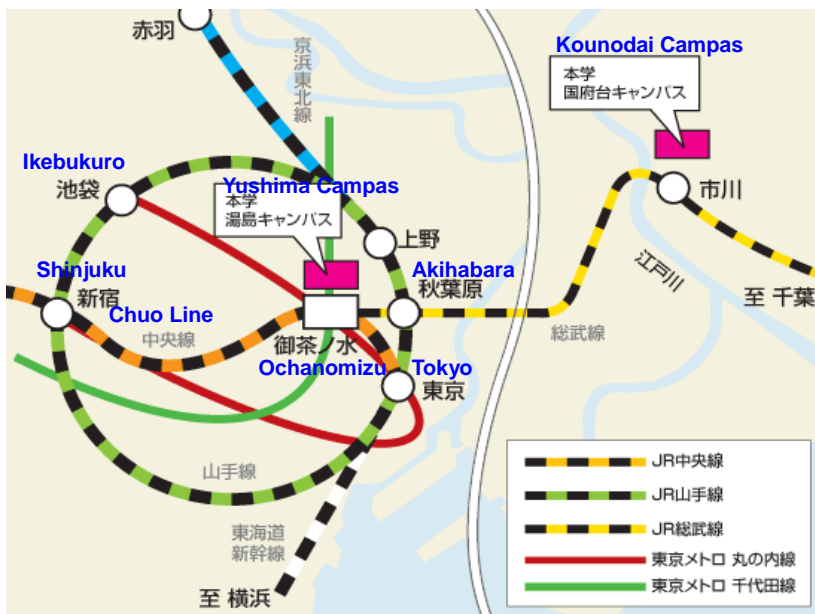 赤羽
京浜東北線
Kounodai Campas
本学
国府台キャンパス
Ikebukuro
池袋
Yushima Campas
本学
湯島キャンパス
上野
市川
Shinjuku
新宿
Akihabara
秋葉原
江戸川
至 千葉
Chuo Line
中央線
御茶ノ水
総武線
Ochanomizu
Tokyo
東京
山手線
東海道
新幹線
至 横浜
JR中央線
JR山手線
JR総武線
東京メトロ 丸の内線
東京メトロ 千代田線